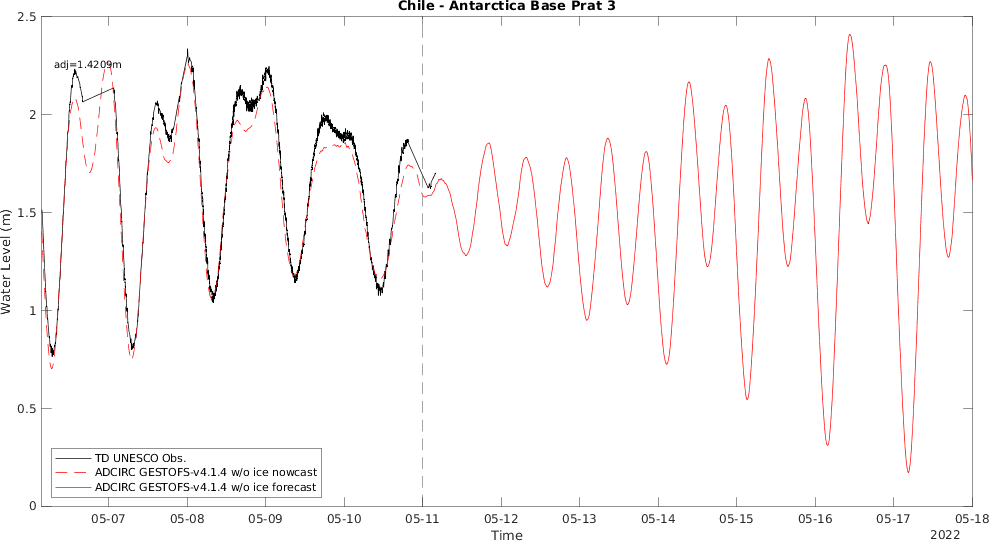 Chile - Antarctica Base Prat 3
2.5
2
1.5
1
0.5
0
Water Level (m)
adj=1.4209m
TD UNESCO Obs.
ADCIRC GESTOFS-v4.1.4 w/o ice nowcast
ADCIRC GESTOFS-v4.1.4 w/o ice forecast
05-07 05-08 05-09 05-10 05-11 05-12 05-13 05-14 05-15 05-16 05-17 05-18
Time
2022